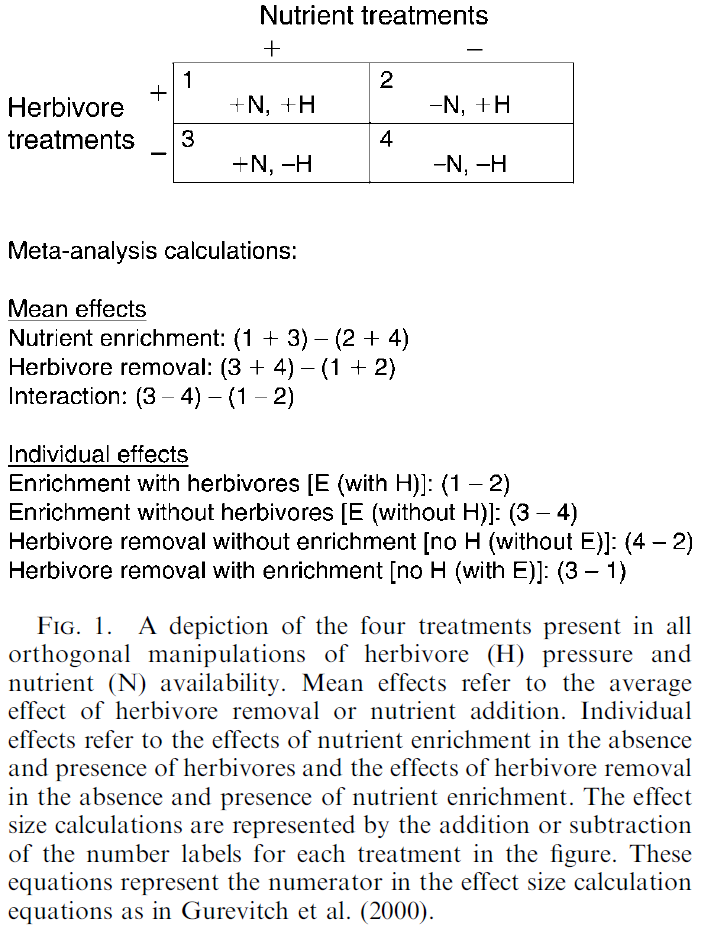 Nutrient treatments
+ –
Herbivore treatments
+ 1 2
+N, +H –N, +H
– 3 4
+N, –H –N, –H
Meta-analysis calculations:
Mean effects
Nutrient enrichment: (1 + 3) – (2 + 4)
Herbivore removal: (3 + 4) – (1 + 2)
Interaction: (3 – 4) – (1 – 2)
Individual effects
Enrichment with herbivores [E (with H)]: (1 – 2)
Enrichment without herbivores [E (without H)]: (3 – 4)
Herbivore removal without enrichment [no H (without E)]: (4 – 2)
Herbivore removal with enrichment [no H (with E)]: (3 – 1)
FIG. 1. A depiction of the four treatments present in all
orthogonal manipulations of herbivore (H) pressure and
nutrient (N) availability. Mean effects refer to the average
effect of herbivore removal or nutrient addition. Individual
effects refer to the effects of nutrient enrichment in the absence
and presence of herbivores and the effects of herbivore removal
in the absence and presence of nutrient enrichment. The effect
size calculations are represented by the addition or subtraction
of the number labels for each treatment in the figure. These
equations represent the numerator in the effect size calculation
equations as in Gurevitch et al. (2000).